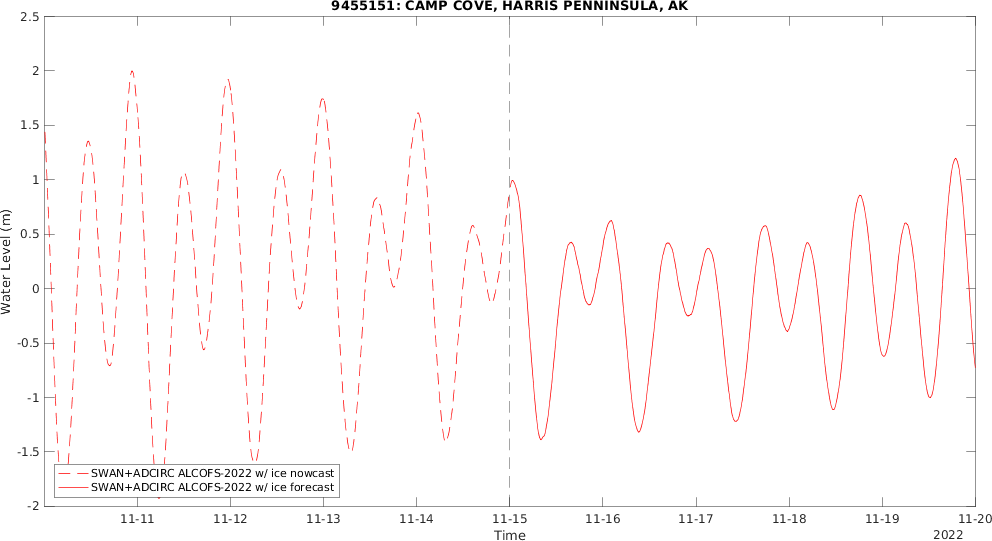 9455151: CAMP COVE, HARRIS PENNINSULA, AK
2.5
2
1.5
1
0.5
0
-0.5
-1
-1.5
-2
Water Level (m)
SWAN+ADCIRC ALCOFS-2022 w/ ice nowcast
SWAN+ADCIRC ALCOFS-2022 w/ ice forecast
11-11 11-12 11-13 11-14 11-15 11-16 11-17 11-18 11-19 11-20
Time
2022